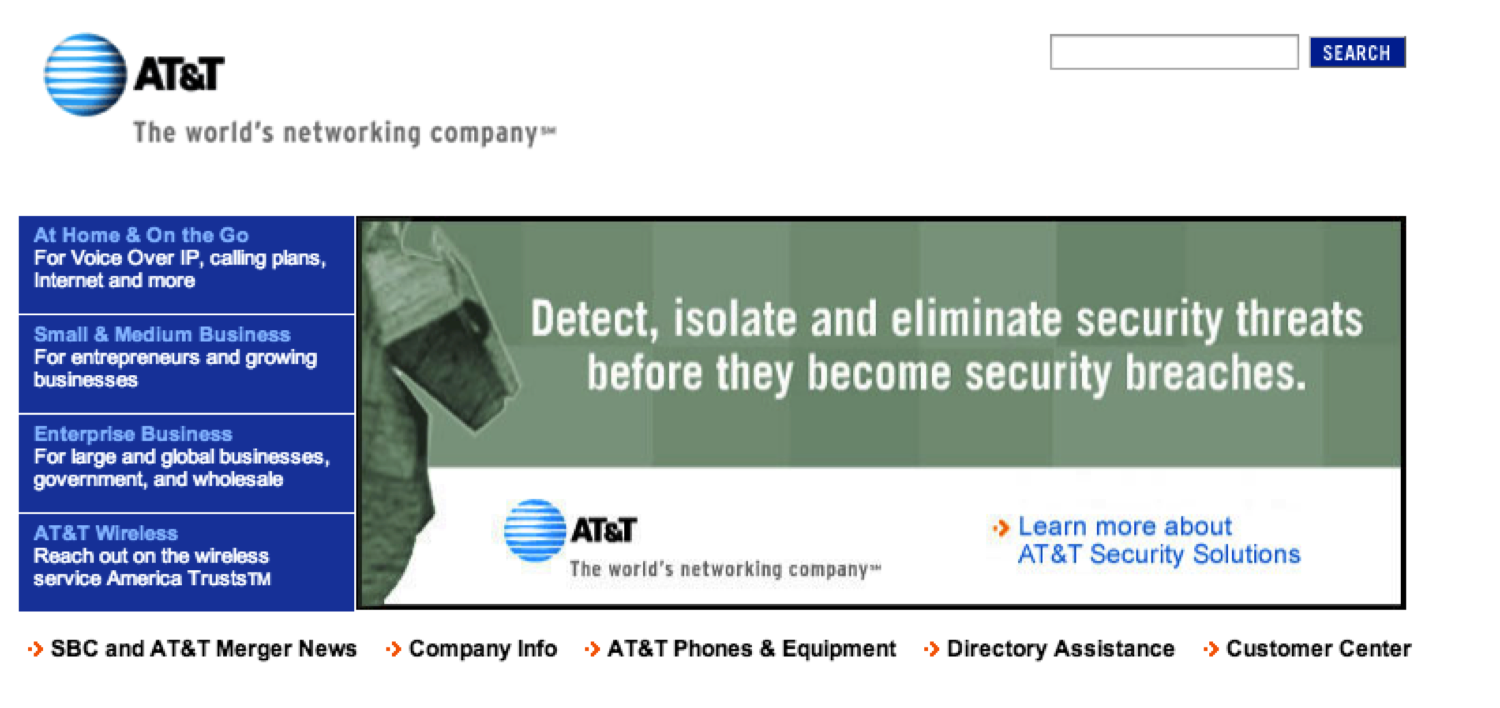 AT&T
The world's networking company℠
SEARCH
At Home & On the Go
For Voice Over IP, calling plans,
Internet and more
Small & Medium Business
For entrepreneurs and growing
businesses
Enterprise Business
For large and global businesses,
government, and wholesale
AT&T Wireless
Reach out on the wireless
service America Trusts™
Detect, isolate and eliminate security threats
before they become security breaches.
AT&T
The world's networking company℠
Learn more about
AT&T Security Solutions
SBC and AT&T Merger News Company Info AT&T Phones & Equipment Directory Assistance Customer Center